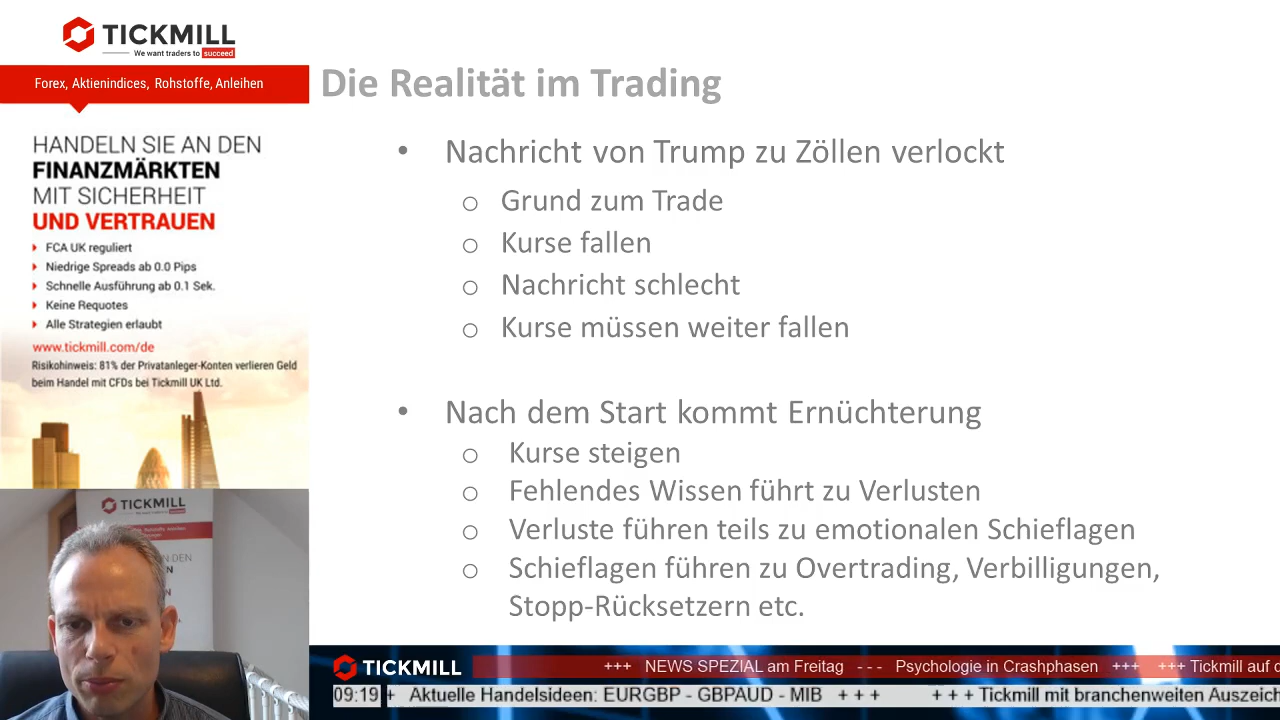 TICKMILL
We want traders to succeed
Forex, Aktienindices, Rohstoffe, Anleihen
HANDELN SIE AN DEN
FINANZMÄRKTEN
MIT SICHERHEIT
UND VERTRAUEN
FCA UK reguliert
Niedrige Spreads ab 0.0 Pips
Schnelle Ausführung ab 0.1 Sek.
Keine Requotes
Alle Strategien erlaubt
www.tickmill.com/de
Risikohinweis: 81% der Privatanleger-Konten verlieren Geld
beim Handel mit CFDs bei Tickmill UK Ltd.
TICKMILL
Die Realität im Trading
• Nachricht von Trump zu Zöllen verlockt
o Grund zum Trade
o Kurse fallen
o Nachricht schlecht
o Kurse müssen weiter fallen
• Nach dem Start kommt Ernüchterung
o Kurse steigen
o Fehlendes Wissen führt zu Verlusten
o Verluste führen teils zu emotionalen Schieflagen
o Schieflagen führen zu Overtrading, Verbilligungen,
Stopp-Rücksetzern etc.
TICKMILL
+++ NEWS SPEZIAL am Freitag - - - Psychologie in Crashphasen +++ +++ Tickmill auf
09:19 + Aktuelle Handelsideen: EURGBP - GBPAUD - MIB + + + + + + Tickmill mit branchenweiten Auszeich